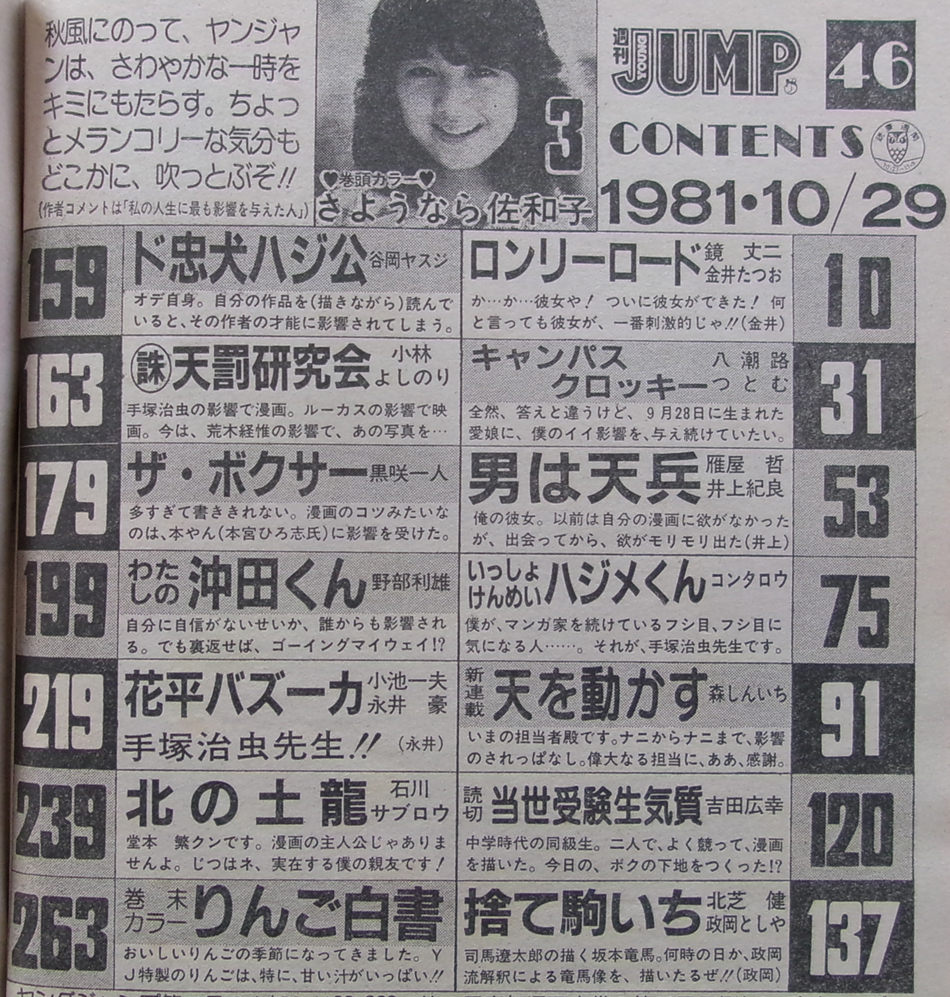 秋風にのって、ヤンジャ
ンは、さわやかな一時を
キミにもたらす。ちょっ
とメランコリーな気分も
どこかに、吹っとぶぞ!!
(作者コメントは「私の人生に最も影響を与えた人」)
3
♥巻頭カラー♥
さようなら佐和子
週刊
YOUNG
JUMP
46
CONTENTS
1981・10/29
ロンリーロード
鏡 丈二
金井たつお
10
か…か…彼女や! ついに彼女ができた! 何
と言っても彼女が、一番刺激的じゃ!!(金井)
キャンパス
クロッキー
八潮路
つとむ
31
全然、答えと違うけど、9月28日に生まれた
愛娘に、僕のイイ影響を、与え続けていたい。
男は天兵
雁屋 哲
井上紀良
53
俺の彼女。以前は自分の漫画に欲がなかった
が、出会ってから、欲がモリモリ出た(井上)
いっしょ
けんめい
ハジメくん
コンタロウ
75
僕が、マンガ家を続けているフシ目、フシ目に
気になる人……。それが、手塚治虫先生です。
新連載
天を動かす
森しんいち
91
いまの担当者殿です。ナニからナニまで、影響
のされっぱなし。偉大なる担当に、ああ、感謝。
読切
当世受験生気質
吉田広幸
120
中学時代の同級生。二人で、よく競って、漫画
を描いた。今日の、ボクの下地をつくった!?
捨て駒いち
北芝 健
政岡としや
137
司馬遼太郎の描く坂本竜馬。何時の日か、政岡
流解釈による竜馬像を、描いたるぜ!!(政岡)
159
ド忠犬ハジ公
谷岡ヤスジ
オデ自身。自分の作品を(描きながら)読んで
いると、その作者の才能に影響されてしまう。
163
誅天罰研究会
小林
よしのり
手塚治虫の影響で漫画。ルーカスの影響で映
画。今は、荒木経惟の影響で、あの写真を…
179
ザ・ボクサー
黒咲一人
多すぎて書ききれない。漫画のコツみたいな
のは、本やん(本宮ひろ志氏)に影響を受けた。
199
わた
しの
沖田くん
野部利雄
自分に自信がないせいか、誰からも影響され
る。でも裏返せば、ゴーイングマイウェイ!?
219
花平バズーカ
小池一夫
永井 豪
手塚治虫先生!! (永井)
239
北の土龍
石川
サブロウ
堂本 繁クンです。漫画の主人公じゃありま
せんよ。じつはネ、実在する僕の親友です!
263
巻末
カラー
りんご白書
おいしいりんごの季節になってきました。Y
J特製のりんごは、特に、甘い汁がいっぱい!!